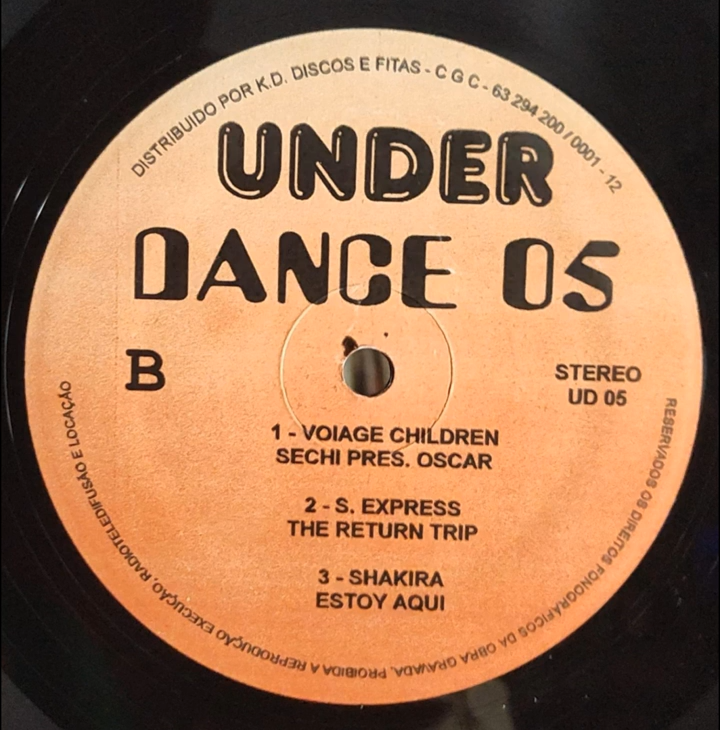 DISTRIBUIDO POR K.D. DISCOS E FITAS - C G C - 63 294 200 / 0001 - 12
UNDER
DANCE 05
B
STEREO
UD 05
1 - VOIAGE CHILDREN
SECHI PRES. OSCAR
2 - S. EXPRESS
THE RETURN TRIP
3 - SHAKIRA
ESTOY AQUI
RESERVADOS OS DIREITOS FONOGRÁFICOS DA OBRA GRAVADA, PROIBIDA A REPRODUÇÃO EXECUÇÃO, RADIOTELEDIFUSÃO E LOCAÇÃO